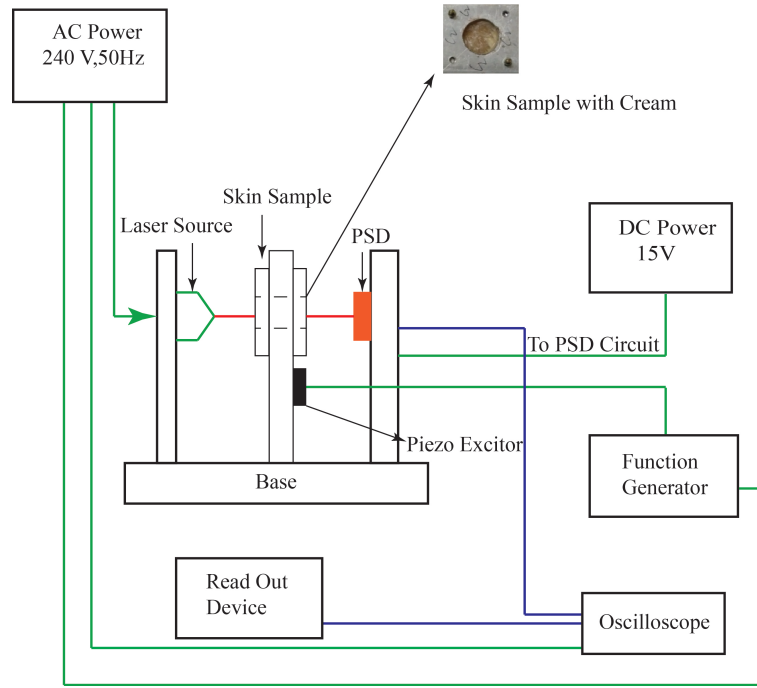 AC Power
240 V,50Hz
Skin Sample with Cream
Skin Sample
Laser Source
PSD
DC Power
15V
To PSD Circuit
Piezo Excitor
Base
Function
Generator
Read Out
Device
Oscilloscope